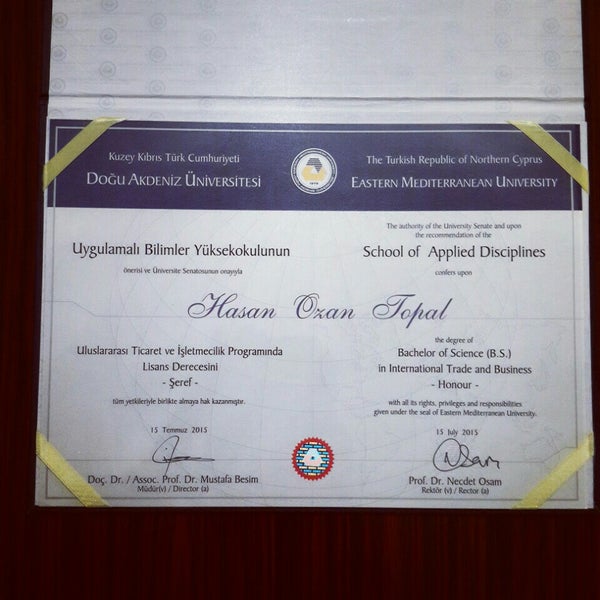 Kuzey Kıbrıs Türk Cumhuriyeti
DOĞU AKDENİZ ÜNİVERSİTESİ
1979
The Turkish Republic of Northern Cyprus
EASTERN MEDITERRANEAN UNIVERSITY
Uygulamalı Bilimler Yüksekokulunun
önerisi ve Üniversite Senatosunun onayıyla
The authority of the University Senate and upon
the recommendation of the
School of Applied Disciplines
confers upon
Hasan Ozan Topal
Uluslararası Ticaret ve İşletmecilik Programında
Lisans Derecesini
- Şeref -
tüm yetkileriyle birlikte almaya hak kazanmıştır.
the degree of
Bachelor of Science (B.S.)
in International Trade and Business
- Honour -
with all its rights, privileges and responsibilities
given under the seal of Eastern Mediterranean University.
15 Temmuz 2015
Doç. Dr. / Assoc. Prof. Dr. Mustafa Besim
Müdür(v) / Director (a)
15 July 2015
Prof. Dr. Necdet Osam
Rektör (v) / Rector (a)